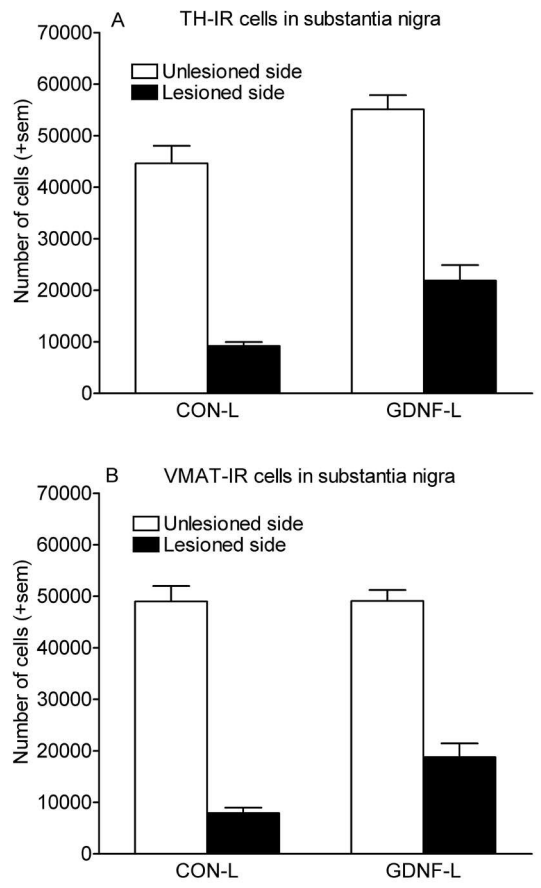 A TH-IR cells in substantia nigra
70000
60000
50000
40000
30000
20000
10000
0
Number of cells (+sem)
Unlesioned side
Lesioned side
CON-L GDNF-L
B VMAT-IR cells in substantia nigra
70000
60000
50000
40000
30000
20000
10000
0
Number of cells (+sem)
Unlesioned side
Lesioned side
CON-L GDNF-L